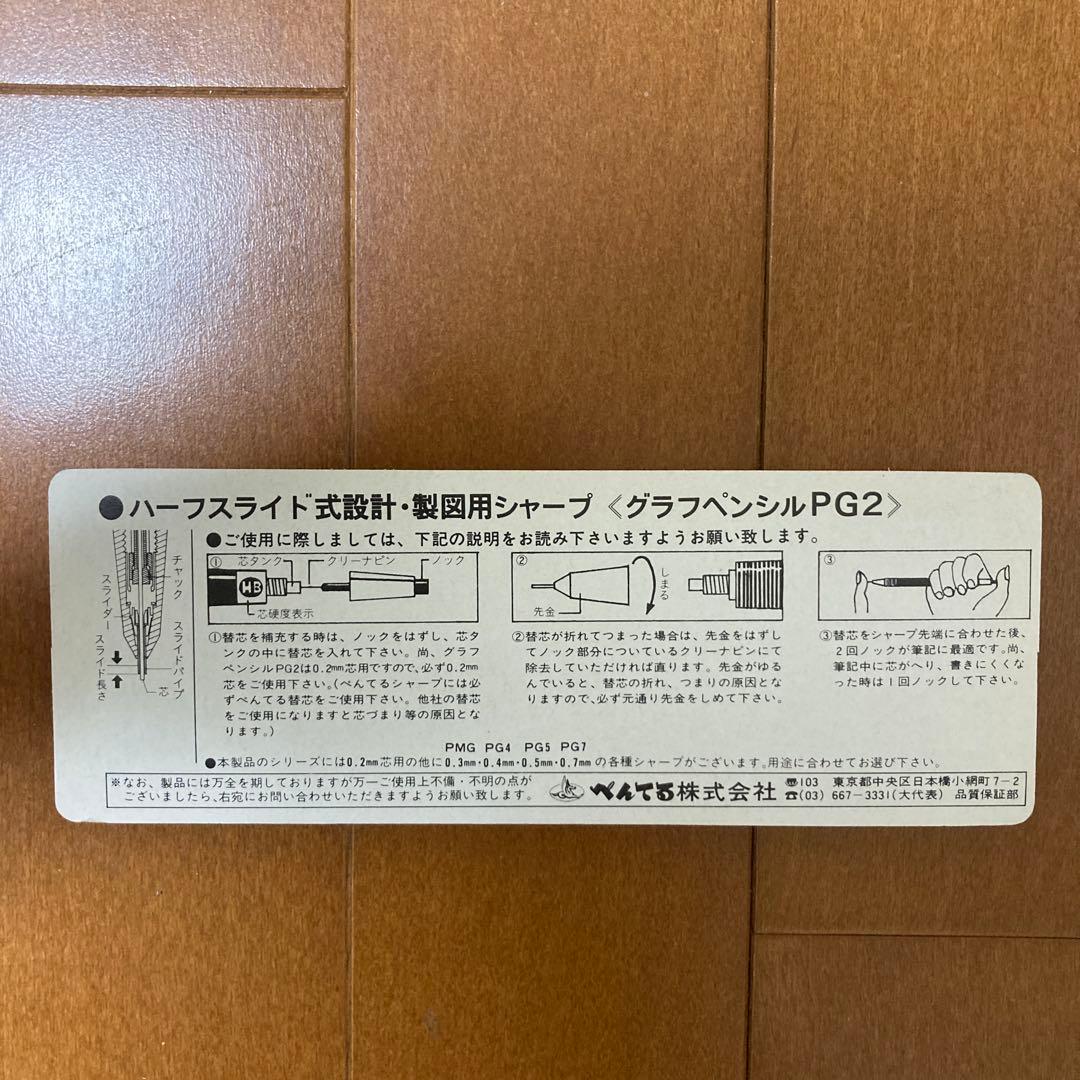 ●ハーフスライド式設計・製図用シャープ《グラフペンシルPG2》
●ご使用に際しましては、下記の説明をお読み下さいますようお願い致します。
チャック
スライダー
スライドパイプ
スライド長さ
芯
①
芯タンク
クリーナピン
ノック
HB
芯硬度表示
①替芯を補充する時は、ノックをはずし、芯タ
ンクの中に替芯を入れて下さい。尚、グラフ
ペンシルPG2は0.2mm芯用ですので、必ず0.2mm
芯をご使用下さい。(ぺんてるシャープには必
ずぺんてる替芯をご使用下さい。他社の替芯
をご使用になりますと芯づまり等の原因とな
ります。)
②
しまる
先金
②替芯が折れてつまった場合は、先金をはずし
てノック部分についているクリーナピンにて
除去していただければ直ります。先金がゆる
んでいると、替芯の折れ、つまりの原因とな
りますので、必ず元通り先金をしめて下さい。
③
③替芯をシャープ先端に合わせた後、
2回ノックが筆記に最適です。尚、
筆記中に芯がへり、書きにくくな
った時は1回ノックして下さい。
PMG PG4 PG5 PG7
●本製品のシリーズには0.2mm芯用の他に0.3mm・0.4mm・0.5mm・0.7mmの各種シャープがございます。用途に合わせてお選び下さい。
※なお、製品には万全を期しておりますが万一ご使用上不備・不明の点が
ございましたら、右宛にお問い合わせいただきますようお願い致します。
ぺんてる株式会社
〠103 東京都中央区日本橋小網町7-2
☎(03) 667-3331(大代表) 品質保証部